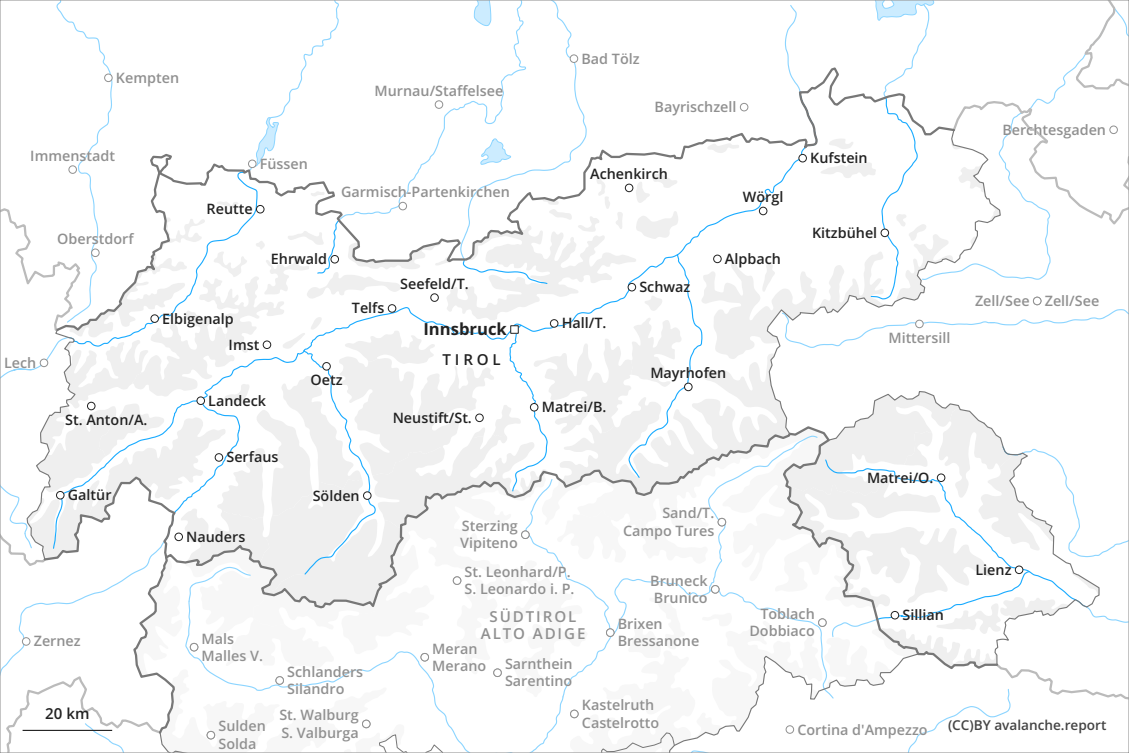 Kempten
Bad Tölz
Murnau/Staffelsee
Bayrischzell
Berchtesgaden
Immenstadt
Füssen
Kufstein
Achenkirch
Garmisch-Partenkirchen
Wörgl
Reutte
Oberstdorf
Kitzbühel
Ehrwald
Alpbach
Seefeld/T.
Schwaz
Zell/See
Zell/See
Telfs
Elbigenalp
Innsbruck
Hall/T.
Mittersill
Imst
TIROL
Lech
Mayrhofen
Oetz
Landeck
Matrei/B.
St. Anton/A.
Neustift/St.
Serfaus
Matrei/O.
Galtür
Sölden
Sand/T.
Campo Tures
Sterzing
Vipiteno
Nauders
St. Leonhard/P.
S. Leonardo i. P.
Lienz
Bruneck
Brunico
SÜDTIROL
ALTO ADIGE
Toblach
Dobbiaco
Sillian
Brixen
Bressanone
Zernez
Mals
Malles V.
Meran
Merano
Sarnthein
Sarentino
Schlanders
Silandro
Kastelruth
Castelrotto
St. Walburg
S. Valburga
Sulden
Solda
Cortina d'Ampezzo
20 km
(CC)BY avalanche.report